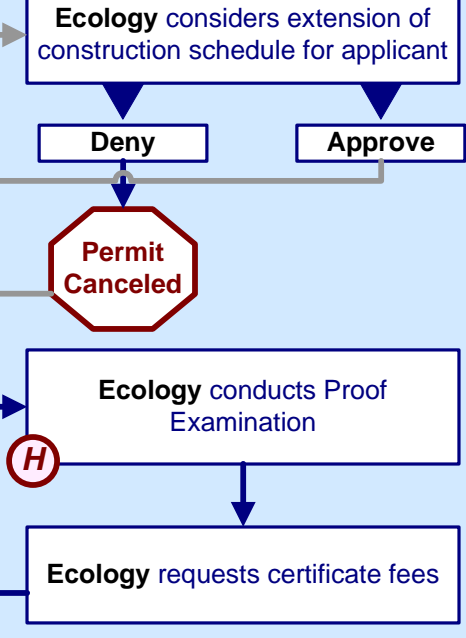 Ecology considers extension of
construction schedule for applicant
Deny
Approve
Permit
Canceled
Ecology conducts Proof
Examination
H
Ecology requests certificate fees